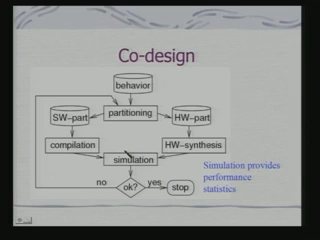 Co-design
behavior
SW-part
partitioning
HW-part
compilation
HW-synthesis
simulation
Simulation provides
performance
statistics
no
ok?
yes
stop